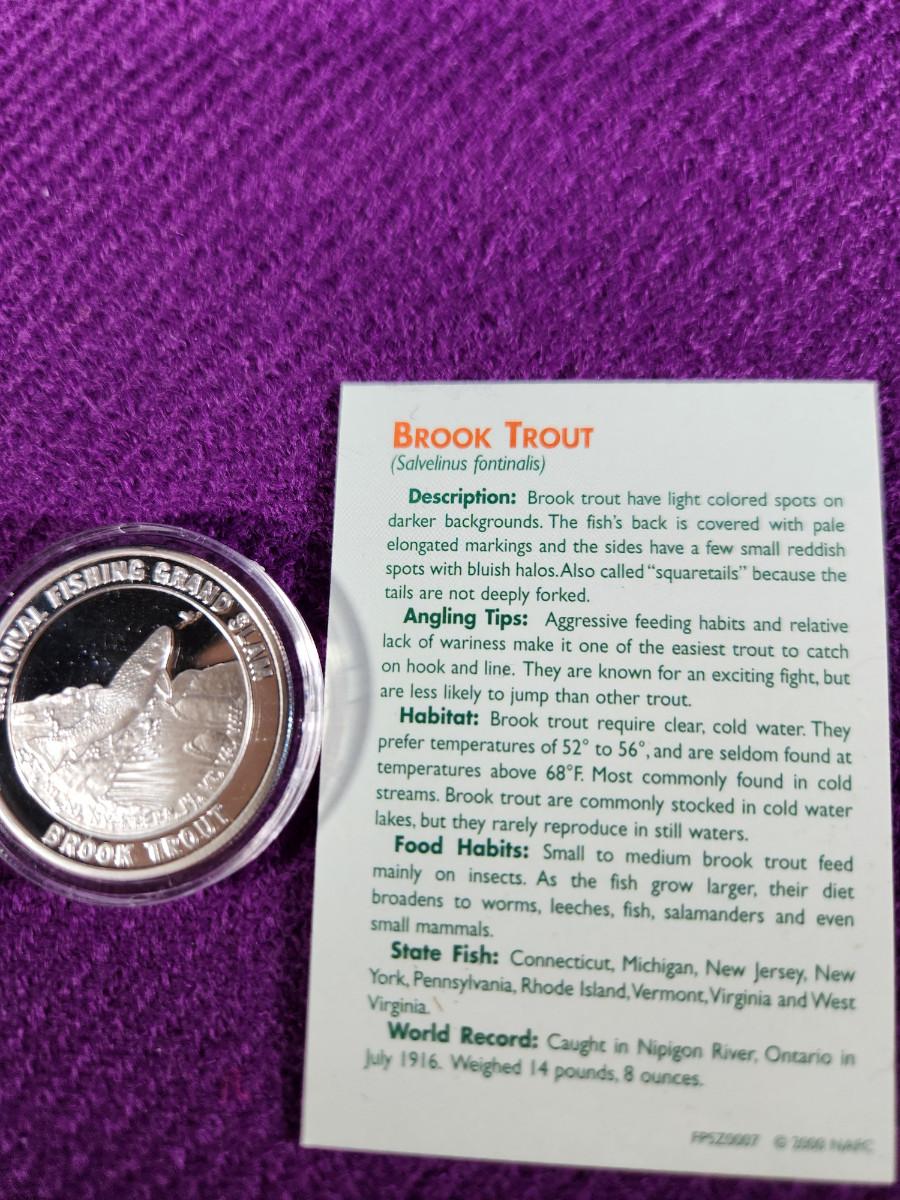 FISHING GRAND SLAM
BROOK TROUT
BROOK TROUT
(Salvelinus fontinalis)
Description: Brook trout have light colored spots on
darker backgrounds. The fish's back is covered with pale
elongated markings and the sides have a few small reddish
spots with bluish halos. Also called "squaretails" because the
tails are not deeply forked.
Angling Tips: Aggressive feeding habits and relative
lack of wariness make it one of the easiest trout to catch
on hook and line. They are known for an exciting fight, but
are less likely to jump than other trout.
Habitat: Brook trout require clear, cold water. They
prefer temperatures of 52° to 56°, and are seldom found at
temperatures above 68°F. Most commonly found in cold
streams. Brook trout are commonly stocked in cold water
lakes, but they rarely reproduce in still waters.
Food Habits: Small to medium brook trout feed
mainly on insects. As the fish grow larger, their diet
broadens to worms, leeches, fish, salamanders and even
small mammals.
State Fish: Connecticut, Michigan, New Jersey, New
York, Pennsylvania, Rhode Island, Vermont, Virginia and West
Virginia.
World Record: Caught in Nipigon River, Ontario in
July 1916. Weighed 14 pounds, 8 ounces.
FPSZ0007 © 2000 NAFC